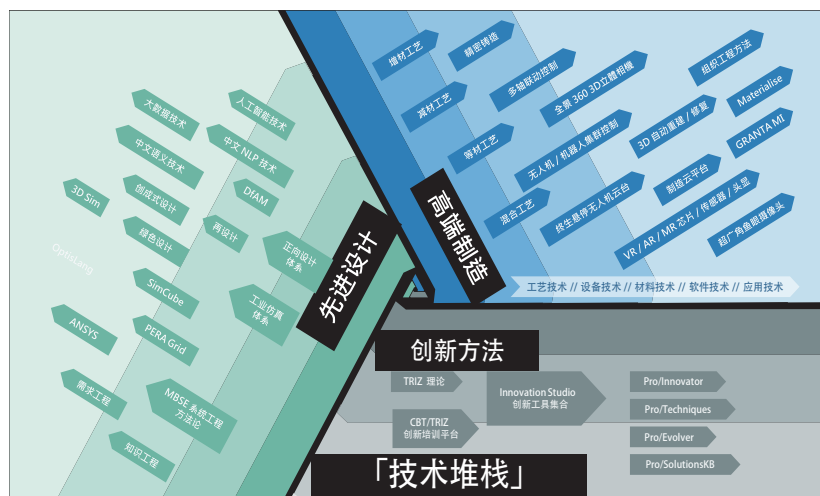 大数据技术
人工智能技术
中文语义技术
中文 NLP 技术
3D Sim
创成式设计
DfAM
绿色设计
再设计
正向设计
体系
OptisLang
SimCube
工业仿真
体系
ANSYS
PERA Grid
需求工程
MBSE 系统工程
方法论
知识工程
先进设计
增材工艺
精密铸造
减材工艺
多轴联动控制
全景 360 3D立體相機
组织工程方法
Materialise
等材工艺
无人机 / 机器人集群控制
3D 自动重建 / 修复
GRANTA MI
混合工艺
终生悬停无人机云台
制造云平台
VR / AR / MR 芯片 / 传感器 / 头显
超广角鱼眼摄像头
高端制造
工艺技术 // 设备技术 // 材料技术 // 软件技术 // 应用技术
创新方法
TRIZ 理论
CBT/TRIZ
创新培训平台
Innovation Studio
创新工具集合
Pro/Innovator
Pro/Techniques
Pro/Evolver
Pro/SolutionsKB
「技术堆栈」